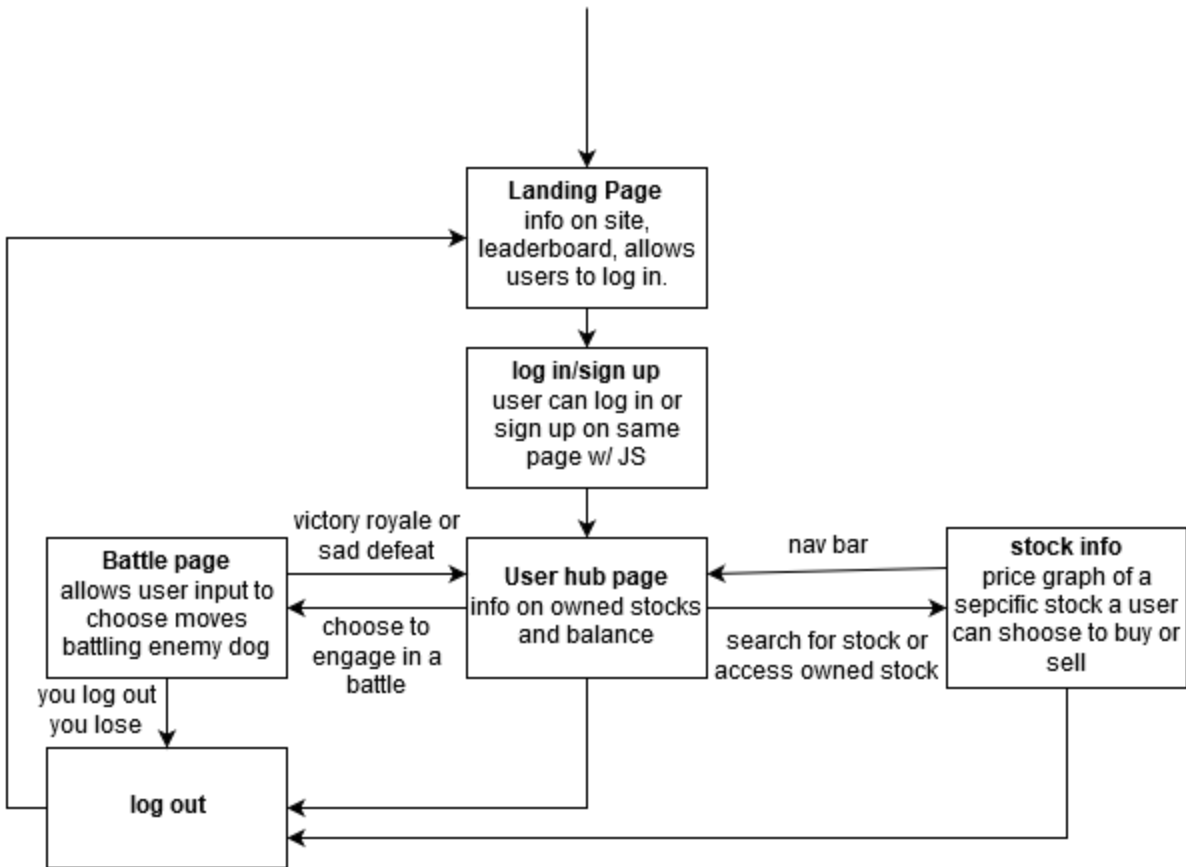 Landing Page
info on site,
leaderboard, allows
users to log in.
log in/sign up
user can log in or
sign up on same
page w/ JS
victory royale or
sad defeat
nav bar
Battle page
allows user input to
choose moves
battling enemy dog
User hub page
info on owned stocks
and balance
stock info
price graph of a
sepcific stock a user
can shoose to buy or
sell
choose to
engage in a
battle
search for stock or
access owned stock
you log out
you lose
log out